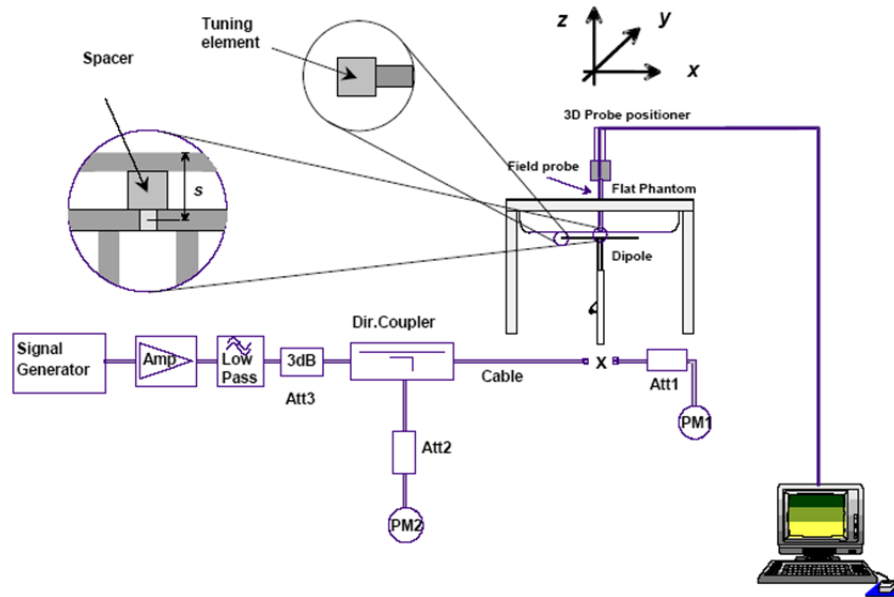 Tuning
element
Spacer
z
y
x
3D Probe positioner
Field probe
Flat Phantom
s
Dipole
Dir.Coupler
Signal
Generator
Amp
Low
Pass
3dB
Att3
Cable
X
Att1
PM1
Att2
PM2